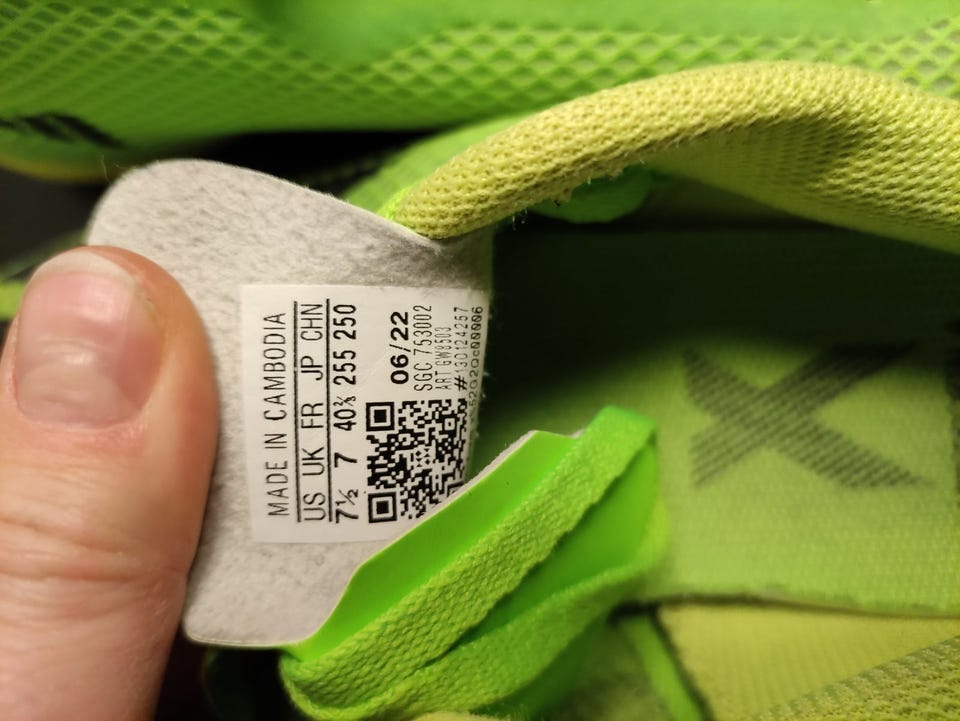 MADE IN CAMBODIA
US UK FR JP CHN
7½ 7 40⅔ 255 250
06/22
SGC 753002
ART GW8503
#130124257
X